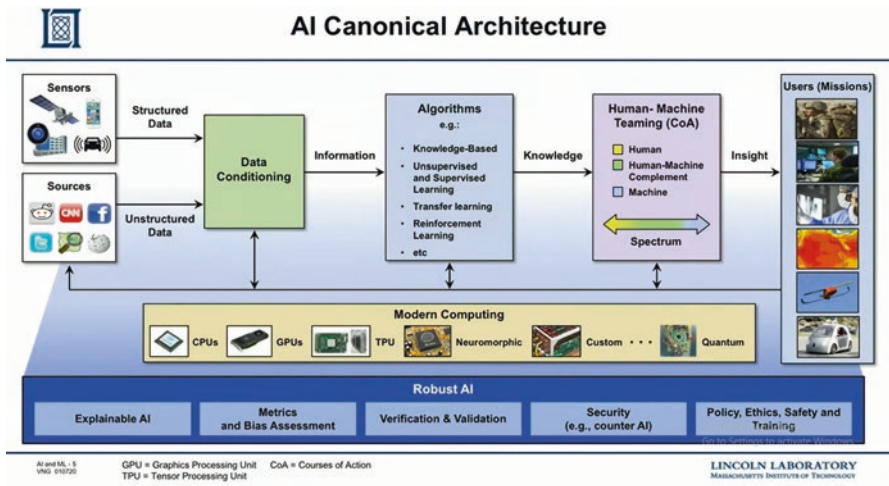 AI Canonical Architecture
Sensors
Structured
Data
Sources
CNN
Unstructured
Data
Data
Conditioning
Information
Algorithms
e.g.:
• Knowledge-Based
• Unsupervised
and Supervised
Learning
• Transfer learning
• Reinforcement
Learning
• etc
Knowledge
Human- Machine
Teaming (CoA)
Human
Human-Machine
Complement
Machine
Spectrum
Insight
Users (Missions)
Modern Computing
CPUs
GPUs
TPU
Neuromorphic
Custom
• • •
Quantum
Robust AI
Explainable AI
Metrics
and Bias Assessment
Verification & Validation
Security
(e.g., counter AI)
Policy, Ethics, Safety and
Training
Go to Settings to activate Windows.
AI and ML - 5
VNG 010720
GPU = Graphics Processing Unit CoA = Courses of Action
TPU = Tensor Processing Unit
LINCOLN LABORATORY
MASSACHUSETTS INSTITUTE OF TECHNOLOGY